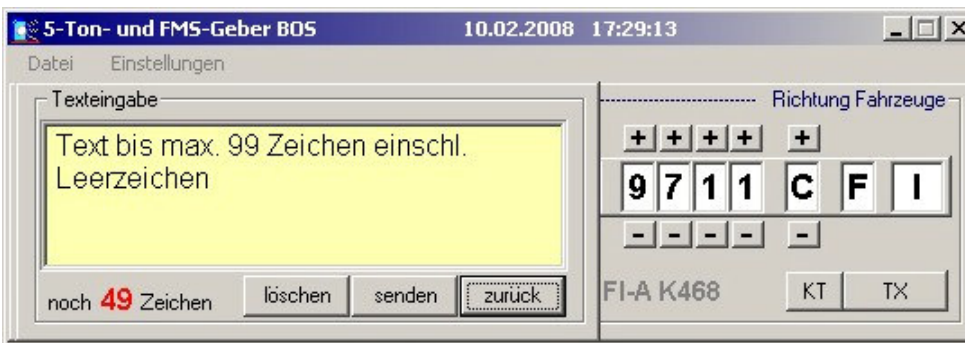 5-Ton- und FMS-Geber BOS 10.02.2008 17:29:13
Datei Einstellungen
Texteingabe
Text bis max. 99 Zeichen einschl.
Leerzeichen
noch 49 Zeichen
löschen senden zurück
Richtung Fahrzeuge
+ + + + +
9 7 1 1 C F I
- - - - -
FI-A K468 KT TX